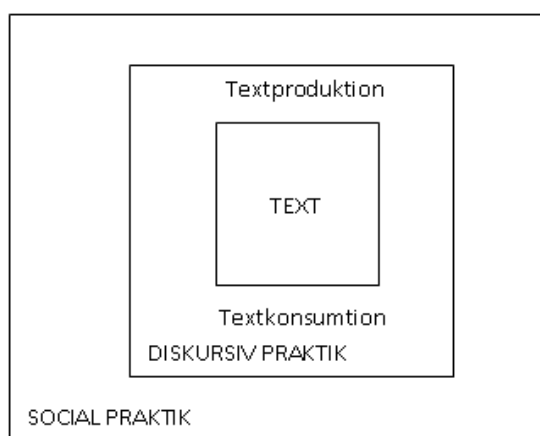 Textproduktion
TEXT
Textkonsumtion
DISKURSIV PRAKTIK
SOCIAL PRAKTIK